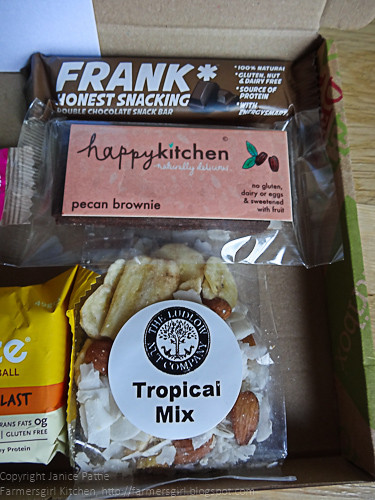 FRANK*
HONEST SNACKING
DOUBLE CHOCOLATE SNACK BAR
*100% NATURAL
*GLUTEN, NUT
& DAIRY FREE
*SOURCE OF
PROTEIN
*WITH
happykitchen
naturally delicious
pecan brownie
no gluten,
dairy or eggs
& sweetened
with fruit
BALL
LAST
TRANS FATS 0g
GLUTEN FREE
Protein
THE LUDLOW
NUT COMPANY
Tropical
Mix
Copyright Janice Pattie
Farmersgirl Kitchen, http://farmersgirl.blogspot.com